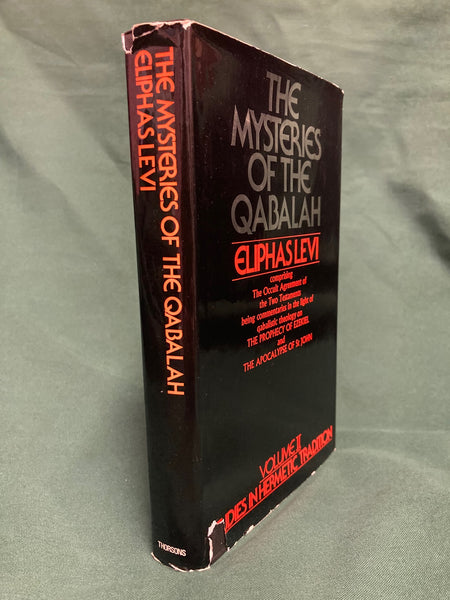 THE MYSTERIES OF THE QABALAH
ELIPHAS LEVI
THORSONS
THE
MYSTERIES
OF THE
QABALAH
ELIPHAS LEVI
comprising
The Occult Agreement of
the Two Testaments
being commentaries in the light of
qabalistic theology on
THE PROPHECY OF EZEKIEL
and
THE APOCALYPSE OF St. JOHN
VOLUME II
UDIES IN HERMETIC TRADITION